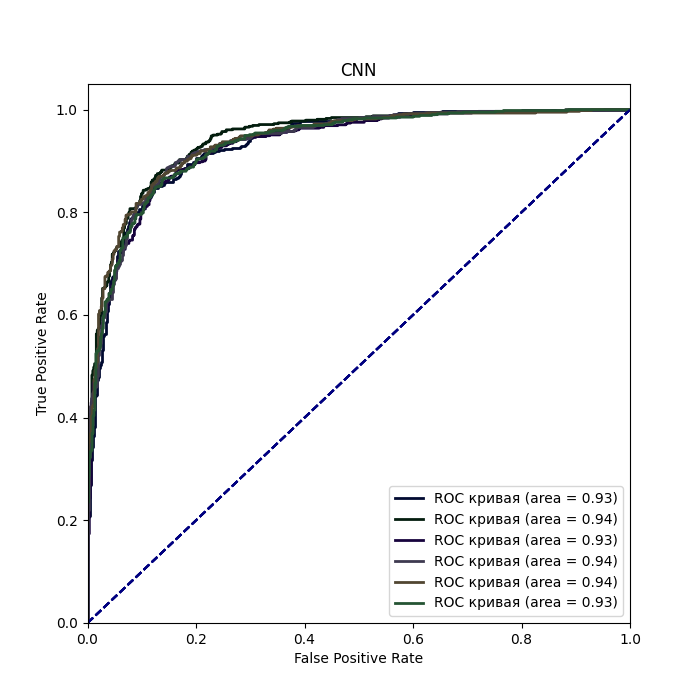 CNN
True Positive Rate
1.0
0.8
0.6
0.4
0.2
0.0
ROC кривая (area = 0.93)
ROC кривая (area = 0.94)
ROC кривая (area = 0.93)
ROC кривая (area = 0.94)
ROC кривая (area = 0.94)
ROC кривая (area = 0.93)
0.0 0.2 0.4 0.6 0.8 1.0
False Positive Rate